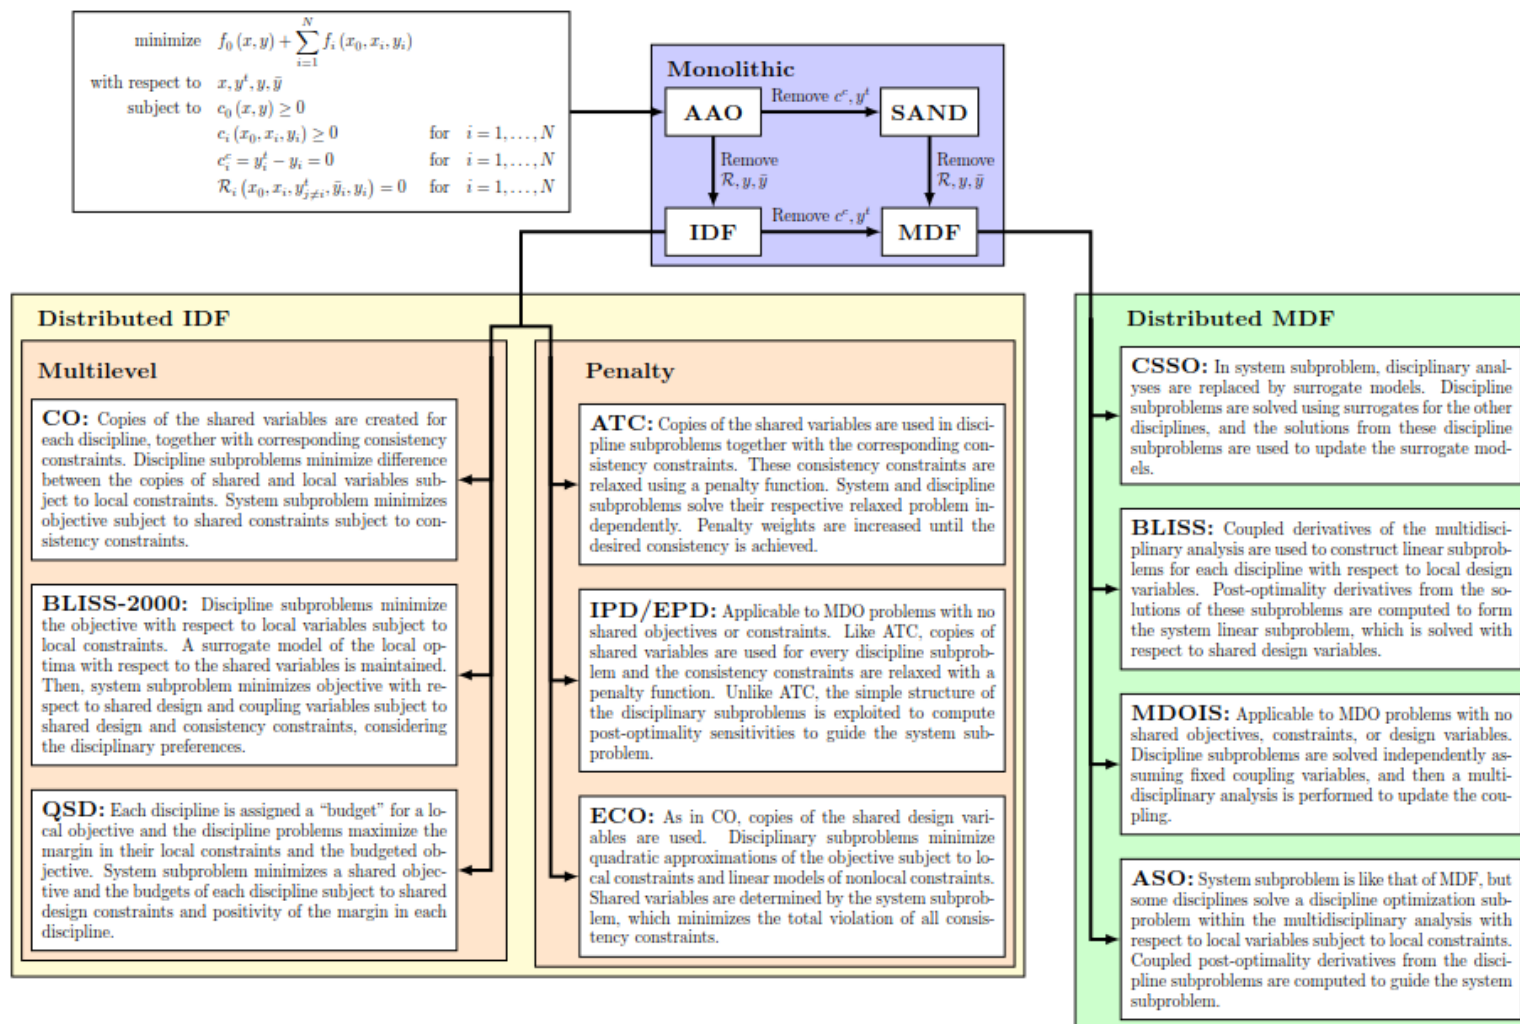 minimize f₀ (x, y) + ∑ᵢ₌₁ᴺ fᵢ (x₀, xᵢ, yᵢ)
with respect to x, yᵗ, y, ȳ
subject to c₀ (x, y) ≥ 0
cᵢ (x₀, xᵢ, yᵢ) ≥ 0 for i = 1, . . . , N
cᵢᶜ = yᵢᵗ − yᵢ = 0 for i = 1, . . . , N
ℛᵢ (x₀, xᵢ, yᵗⱼ≠ᵢ, ȳᵢ, yᵢ) = 0 for i = 1, . . . , N
Monolithic
AAO
Remove cᶜ, yᵗ
SAND
Remove
ℛ, y, ȳ
Remove
ℛ, y, ȳ
IDF
Remove cᶜ, yᵗ
MDF
Distributed IDF
Multilevel
CO: Copies of the shared variables are created for
each discipline, together with corresponding consistency
constraints. Discipline subproblems minimize difference
between the copies of shared and local variables sub-
ject to local constraints. System subproblem minimizes
objective subject to shared constraints subject to con-
sistency constraints.
BLISS-2000: Discipline subproblems minimize
the objective with respect to local variables subject to
local constraints. A surrogate model of the local op-
tima with respect to the shared variables is maintained.
Then, system subproblem minimizes objective with re-
spect to shared design and coupling variables subject to
shared design and consistency constraints, considering
the disciplinary preferences.
QSD: Each discipline is assigned a “budget” for a lo-
cal objective and the discipline problems maximize the
margin in their local constraints and the budgeted ob-
jective. System subproblem minimizes a shared objec-
tive and the budgets of each discipline subject to shared
design constraints and positivity of the margin in each
discipline.
Penalty
ATC: Copies of the shared variables are used in disci-
pline subproblems together with the corresponding con-
sistency constraints. These consistency constraints are
relaxed using a penalty function. System and discipline
subproblems solve their respective relaxed problem in-
dependently. Penalty weights are increased until the
desired consistency is achieved.
IPD/EPD: Applicable to MDO problems with no
shared objectives or constraints. Like ATC, copies of
shared variables are used for every discipline subprob-
lem and the consistency constraints are relaxed with a
penalty function. Unlike ATC, the simple structure of
the disciplinary subproblems is exploited to compute
post-optimality sensitivities to guide the system sub-
problem.
ECO: As in CO, copies of the shared design vari-
ables are used. Disciplinary subproblems minimize
quadratic approximations of the objective subject to lo-
cal constraints and linear models of nonlocal constraints.
Shared variables are determined by the system subprob-
lem, which minimizes the total violation of all consis-
tency constraints.
Distributed MDF
CSSO: In system subproblem, disciplinary anal-
yses are replaced by surrogate models. Discipline
subproblems are solved using surrogates for the other
disciplines, and the solutions from these discipline
subproblems are used to update the surrogate mod-
els.
BLISS: Coupled derivatives of the multidisci-
plinary analysis are used to construct linear subprob-
lems for each discipline with respect to local design
variables. Post-optimality derivatives from the so-
lutions of these subproblems are computed to form
the system linear subproblem, which is solved with
respect to shared design variables.
MDOIS: Applicable to MDO problems with no
shared objectives, constraints, or design variables.
Discipline subproblems are solved independently as-
suming fixed coupling variables, and then a multi-
disciplinary analysis is performed to update the cou-
pling.
ASO: System subproblem is like that of MDF, but
some disciplines solve a discipline optimization sub-
problem within the multidisciplinary analysis with
respect to local variables subject to local constraints.
Coupled post-optimality derivatives from the disci-
pline subproblems are computed to guide the system
subproblem.